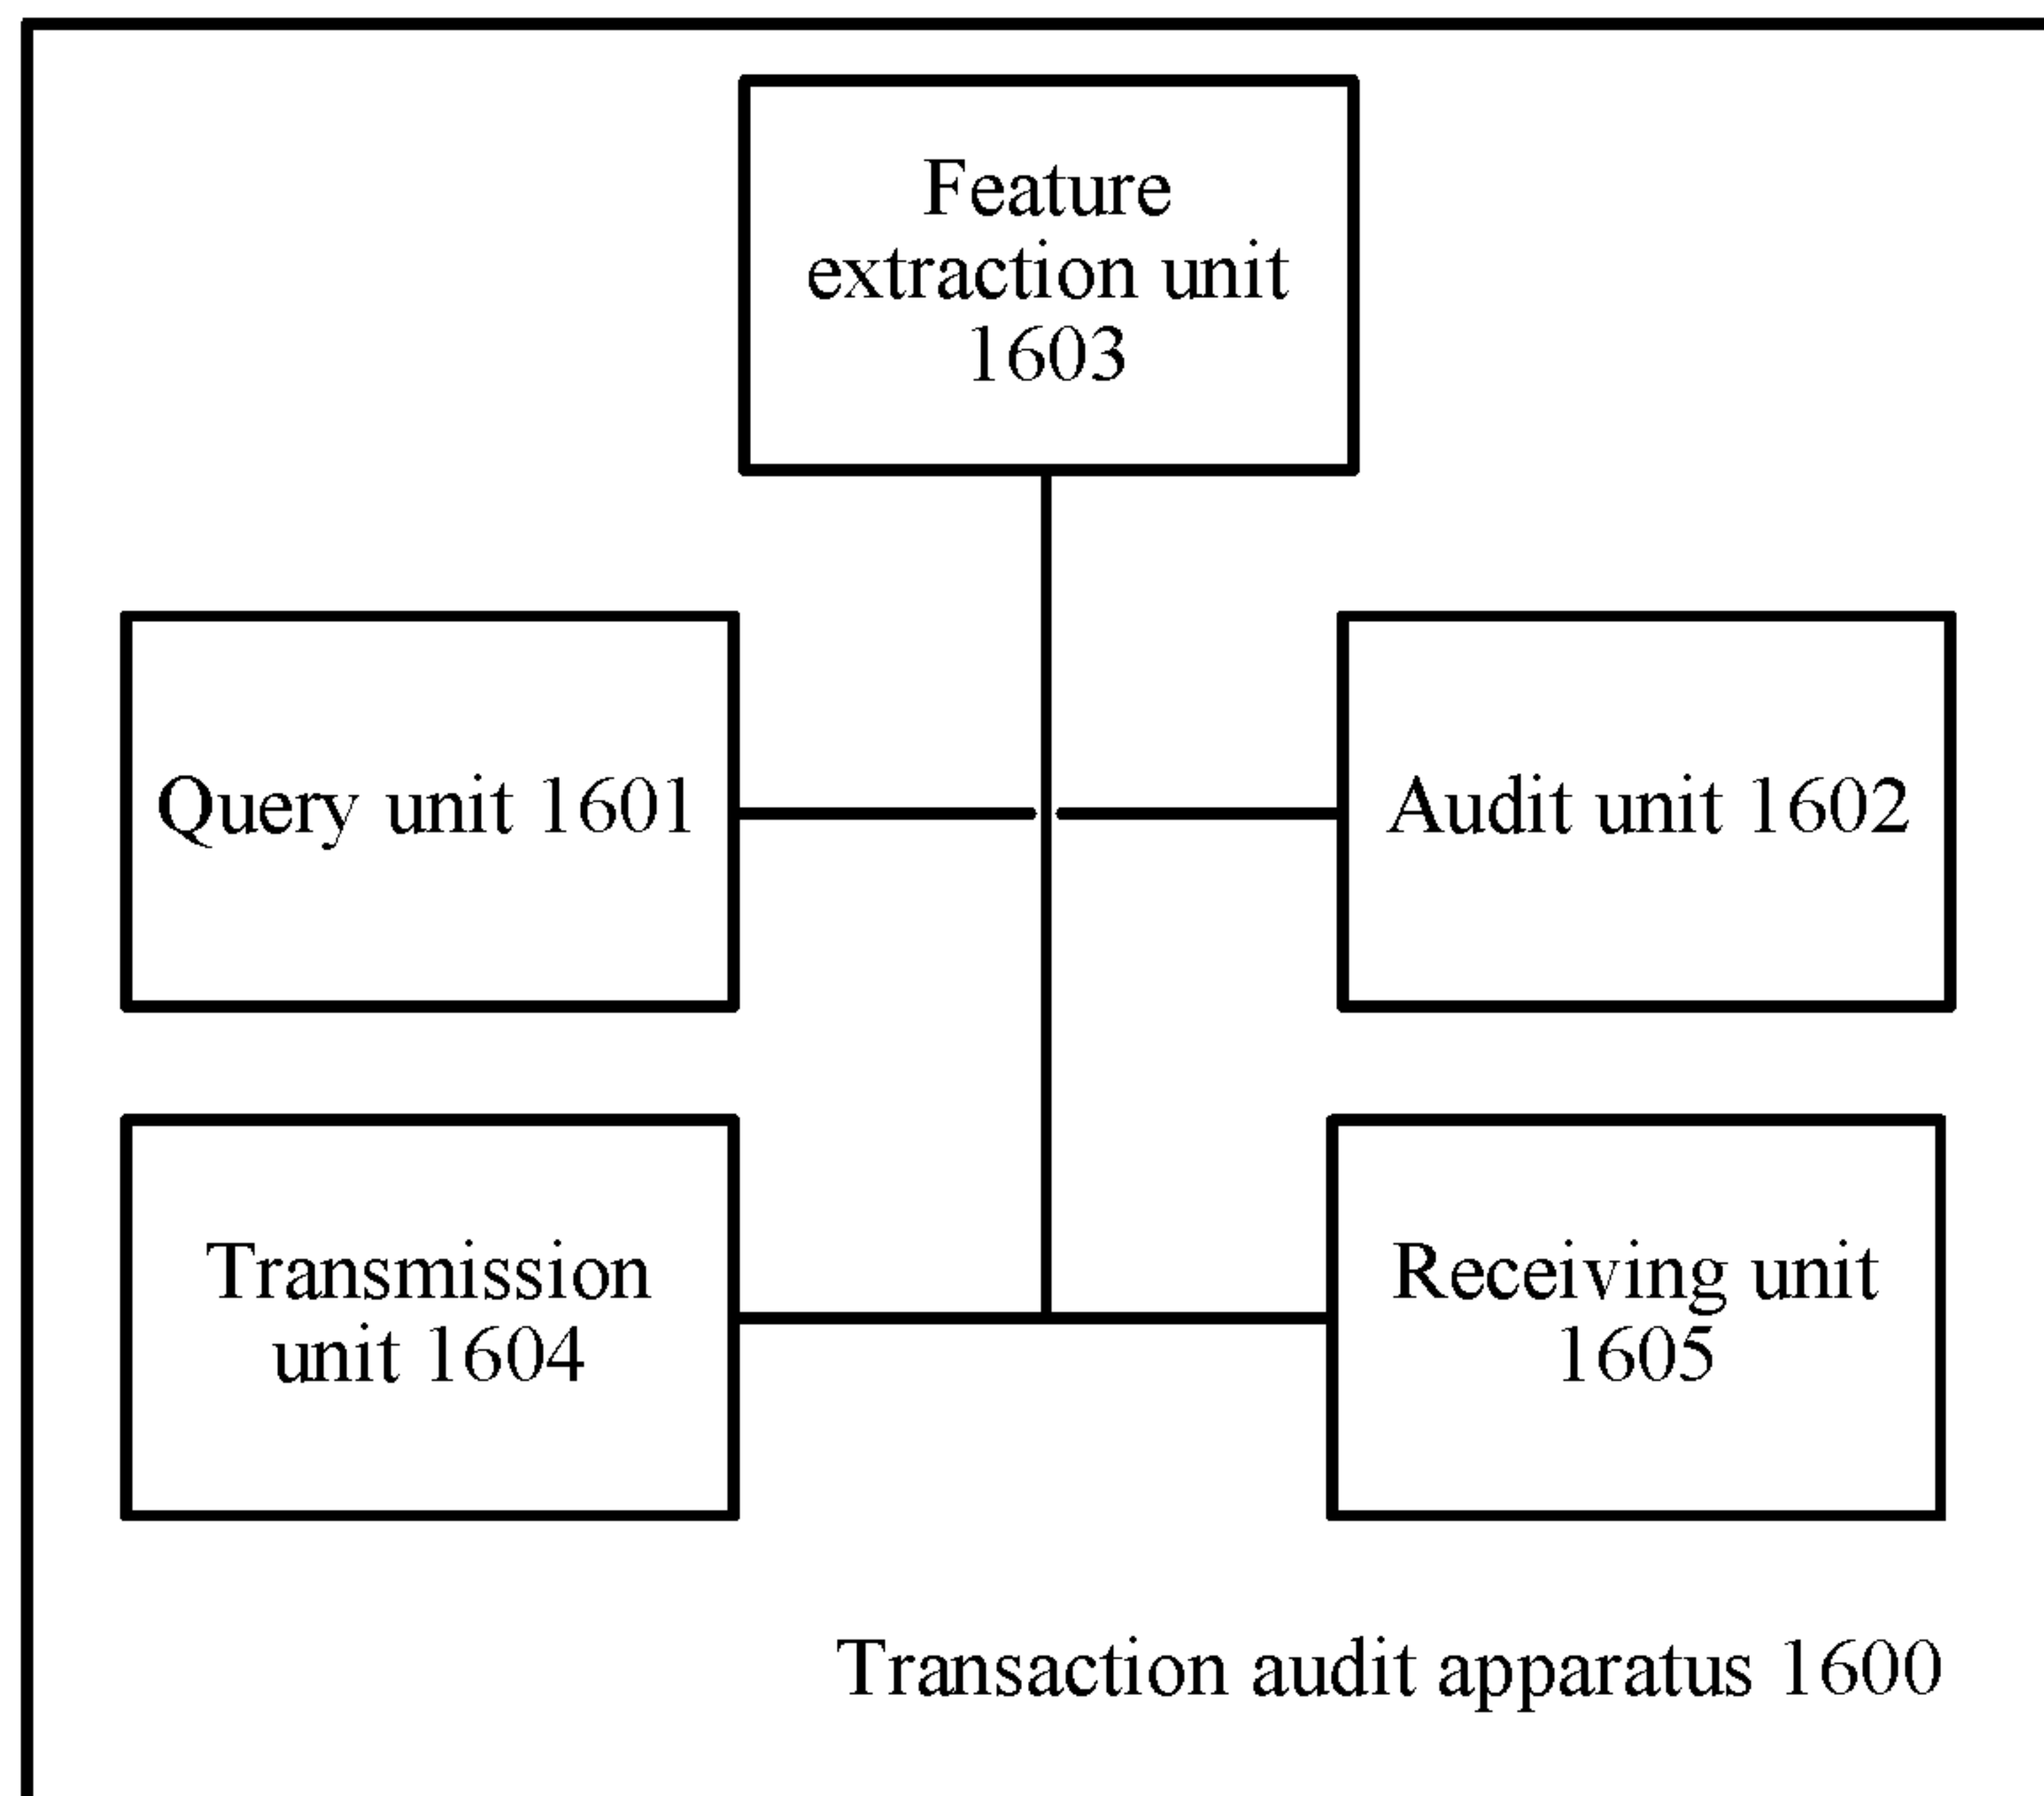 Feature
extraction unit
1603
Query unit 1601
Audit unit 1602
Transmission
unit 1604
Receiving unit
1605
Transaction audit apparatus 1600